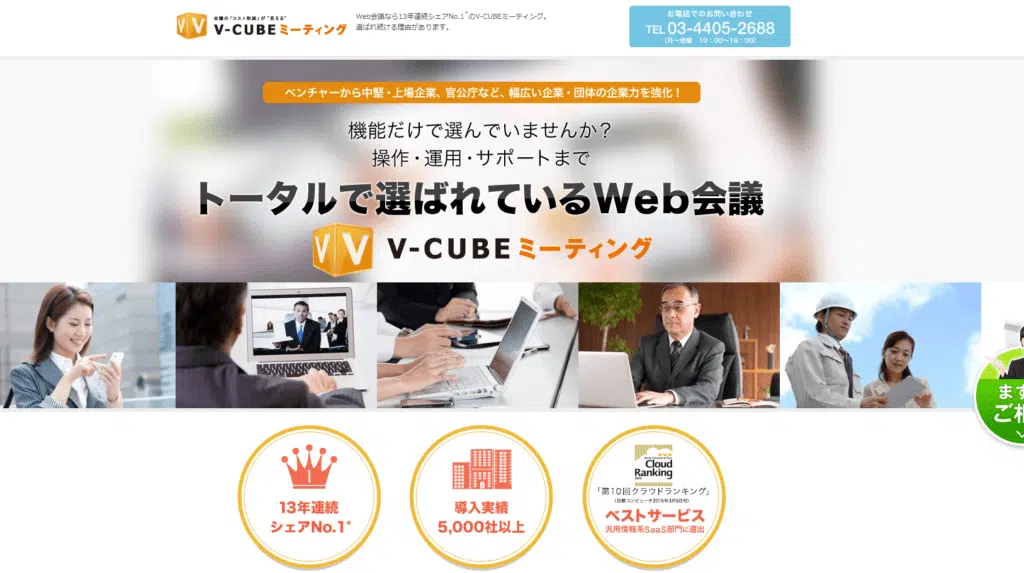 会議の"コスト削減"が"見える"
V-CUBEミーティング
Web会議なら13年連続シェアNo.1*のV-CUBEミーティング。
選ばれ続ける理由があります。
お電話でのお問い合わせ
TEL 03-4405-2688
(月〜金曜 10:00〜18:00)
ベンチャーから中堅・上場企業、官公庁など、幅広い企業・団体の企業力を強化！
機能だけで選んでいませんか？
操作・運用・サポートまで
トータルで選ばれているWeb会議
V-CUBEミーティング
まず
ご相
13年連続
シェアNo.1*
導入実績
5,000社以上
Cloud
Ranking
「第10回クラウドランキング」
(日経コンピュータ2015年3月5日号)
ベストサービス
汎用情報系SaaS部門に選出